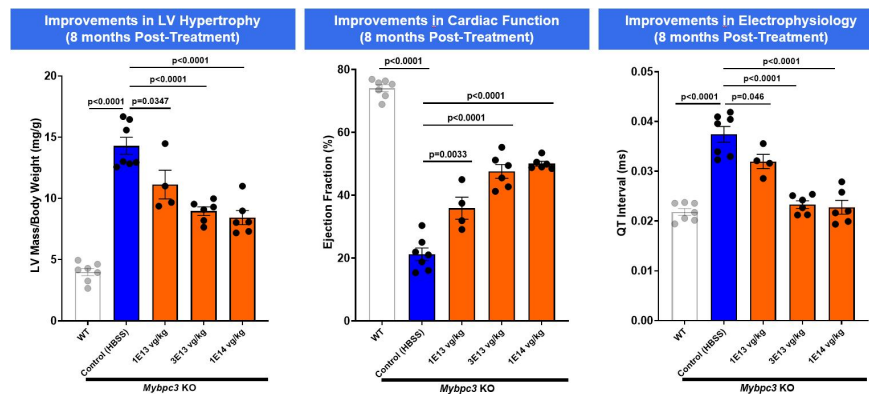 Improvements in LV Hypertrophy
(8 months Post-Treatment)
p<0.0001
p<0.0001
p<0.0001
p=0.0347
20
15
10
5
0
LV Mass/Body Weight (mg/g)
WT
Control (HBSS)
1E13 vg/kg
3E13 vg/kg
1E14 vg/kg
Mybpc3 KO
Improvements in Cardiac Function
(8 months Post-Treatment)
p<0.0001
p<0.0001
p<0.0001
p=0.0033
80
60
40
20
0
Ejection Fraction (%)
WT
Control (HBSS)
1E13 vg/kg
3E13 vg/kg
1E14 vg/kg
Mybpc3 KO
Improvements in Electrophysiology
(8 months Post-Treatment)
p<0.0001
p<0.0001
p<0.0001
p=0.046
0.05
0.04
0.03
0.02
0.01
0.00
QT Interval (ms)
WT
Control (HBSS)
1E13 vg/kg
3E13 vg/kg
1E14 vg/kg
Mybpc3 KO